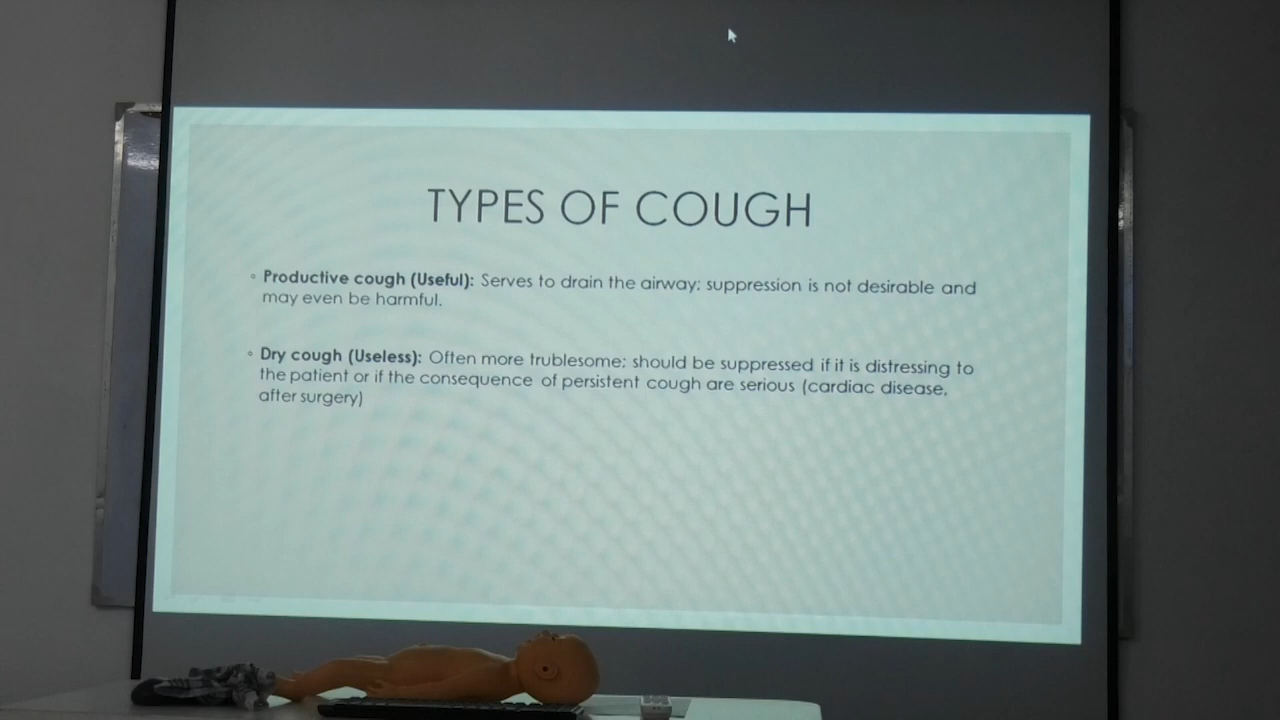 TYPES OF COUGH
◦ Productive cough (Useful): Serves to drain the airway; suppression is not desirable and
may even be harmful.
◦ Dry cough (Useless): Often more trublesome; should be suppressed if it is distressing to
the patient or if the consequence of persistent cough are serious (cardiac disease,
after surgery)